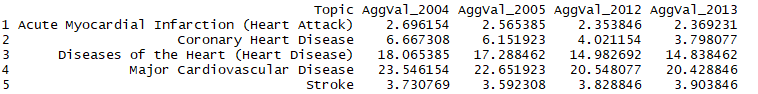 Topic AggVal_2004 AggVal_2005 AggVal_2012 AggVal_2013
1 Acute Myocardial Infarction (Heart Attack) 2.696154 2.565385 2.353846 2.369231
2 Coronary Heart Disease 6.667308 6.151923 4.021154 3.798077
3 Diseases of the Heart (Heart Disease) 18.065385 17.288462 14.982692 14.838462
4 Major Cardiovascular Disease 23.546154 22.651923 20.548077 20.428846
5 Stroke 3.730769 3.592308 3.828846 3.903846